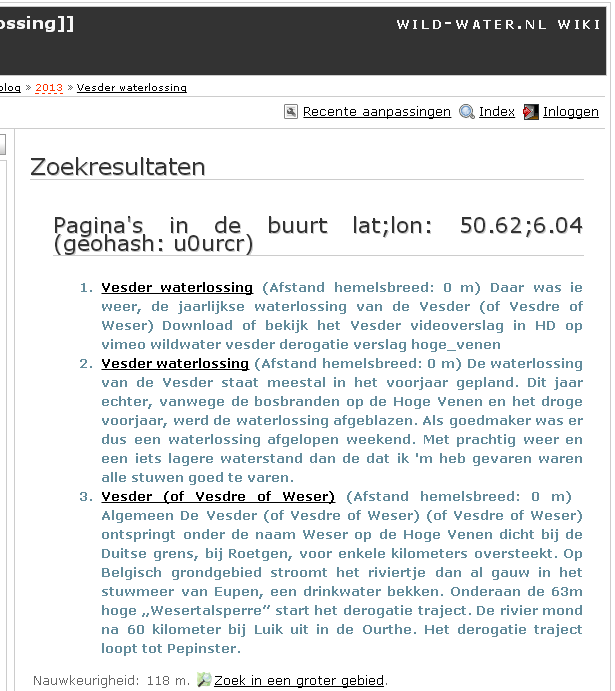 ossing]]
WILD-WATER.NL WIKI
blog » 2013 » Vesder waterlossing
Recente aanpassingen Index Inloggen
Zoekresultaten
Pagina's in de buurt lat;lon: 50.62;6.04
(geohash: u0urcr)
1. Vesder waterlossing (Afstand hemelsbreed: 0 m) Daar was ie
weer, de jaarlijkse waterlossing van de Vesder (of Vesdre of
Weser) Download of bekijk het Vesder videoverslag in HD op
vimeo wildwater vesder derogatie verslag hoge_venen
2. Vesder waterlossing (Afstand hemelsbreed: 0 m) De waterlossing
van de Vesder staat meestal in het voorjaar gepland. Dit jaar
echter, vanwege de bosbranden op de Hoge Venen en het droge
voorjaar, werd de waterlossing afgeblazen. Als goedmaker was er
dus een waterlossing afgelopen weekend. Met prachtig weer en
een iets lagere waterstand dan de dat ik 'm heb gevaren waren
alle stuwen goed te varen.
3. Vesder (of Vesdre of Weser) (Afstand hemelsbreed: 0 m)
Algemeen De Vesder (of Vesdre of Weser) (of Vesdre of Weser)
ontspringt onder de naam Weser op de Hoge Venen dicht bij de
Duitse grens, bij Roetgen, voor enkele kilometers oversteekt. Op
Belgisch grondgebied stroomt het riviertje dan al gauw in het
stuwmeer van Eupen, een drinkwater bekken. Onderaan de 63m
hoge „Wesertalsperre” start het derogatie traject. De rivier mond
na 60 kilometer bij Luik uit in de Ourthe. Het derogatie traject
loopt tot Pepinster.
Nauwkeurigheid: 118 m. Zoek in een groter gebied.